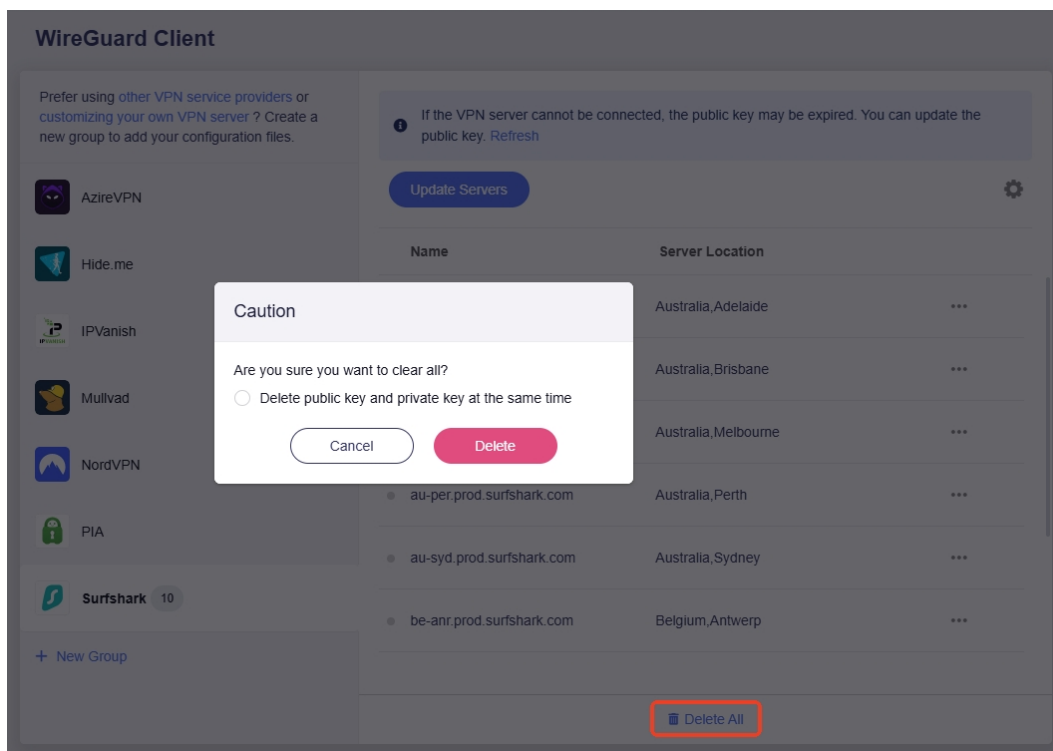 WireGuard Client
Prefer using other VPN service providers or
customizing your own VPN server ? Create a
new group to add your configuration files.
AzireVPN
Hide.me
IPVanish
Mullvad
NordVPN
PIA
Surfshark 10
+ New Group
If the VPN server cannot be connected, the public key may be expired. You can update the
public key. Refresh
Update Servers
Name Server Location
Australia,Adelaide
Australia,Brisbane
Australia,Melbourne
au-per.prod.surfshark.com Australia,Perth
au-syd.prod.surfshark.com Australia,Sydney
be-anr.prod.surfshark.com Belgium,Antwerp
Delete All
Caution
Are you sure you want to clear all?
Delete public key and private key at the same time
Cancel Delete